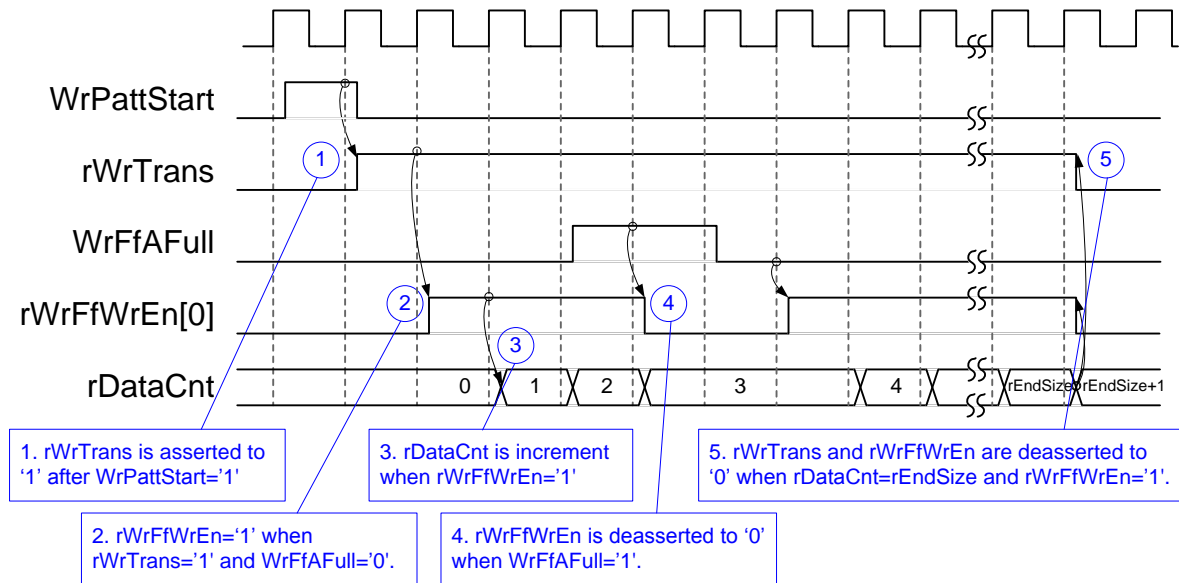 WrPattStart
rWrTrans
1
5
WrFfAFull
rWrFfWrEn[0]
2
4
3
rDataCnt
0
1
2
3
4
rEndSize
rEndSize+1
1. rWrTrans is asserted to
‘1’ after WrPattStart=’1’
3. rDataCnt is increment
when rWrFfWrEn=’1’
5. rWrTrans and rWrFfWrEn are deasserted to
‘0’ when rDataCnt=rEndSize and rWrFfWrEn=’1’.
2. rWrFfWrEn=‘1’ when
rWrTrans=’1’ and WrFfAFull=’0’.
4. rWrFfWrEn is deasserted to ‘0’
when WrFfAFull=’1’.